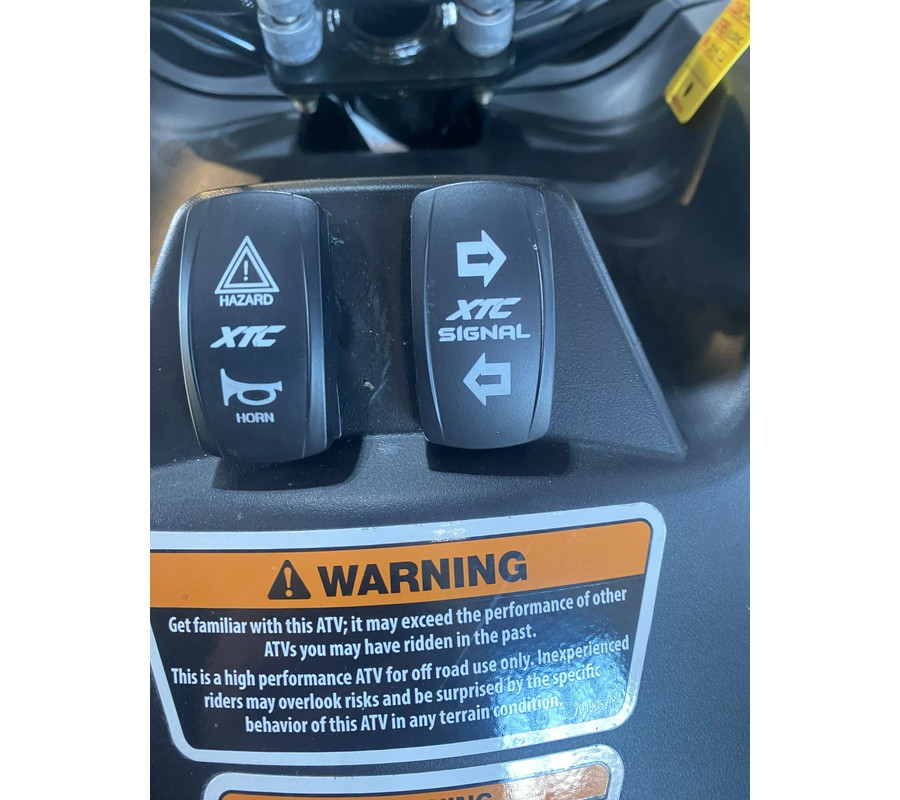 HAZARD
XTC
HORN
XTC
SIGNAL
WARNING
Get familiar with this ATV; it may exceed the performance of other
ATVs you may have ridden in the past.
This is a high performance ATV for off road use only. Inexperienced
riders may overlook risks and be surprised by the specific
behavior of this ATV in any terrain condition.
WARNING